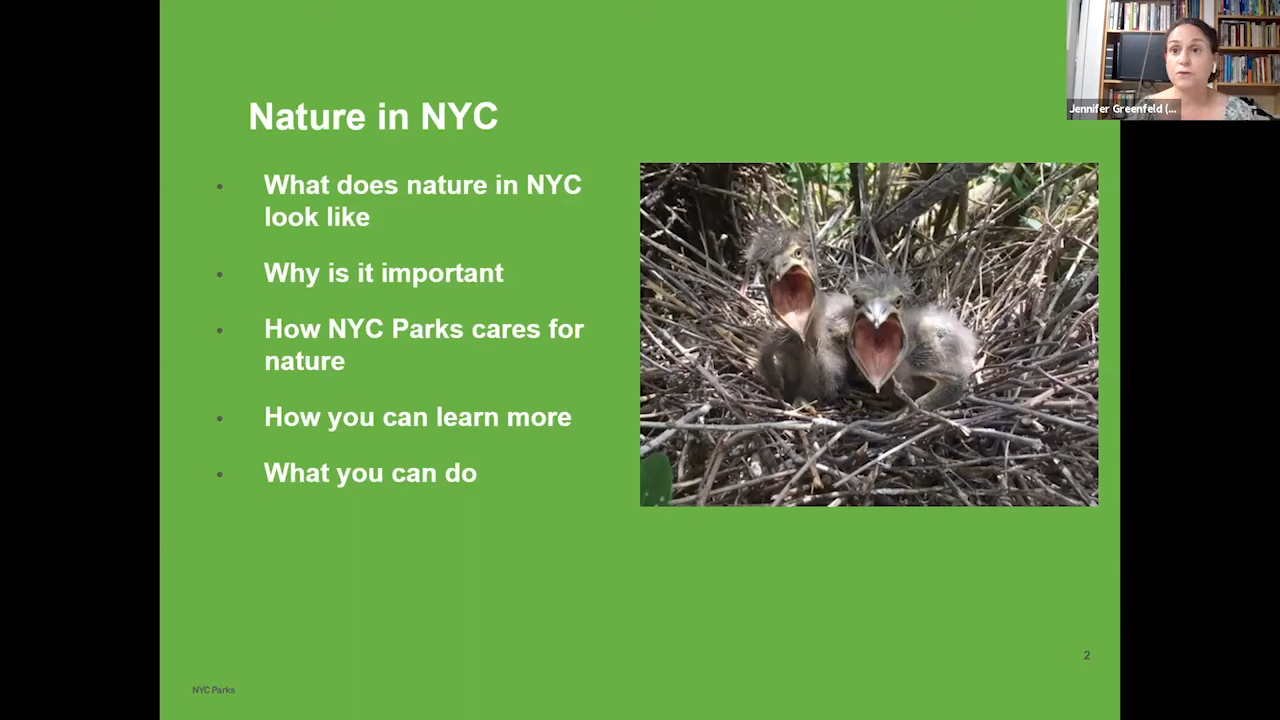 Jennifer Greenfeld (...
Nature in NYC
What does nature in NYC
look like
Why is it important
How NYC Parks cares for
nature
How you can learn more
What you can do
2
NYC Parks